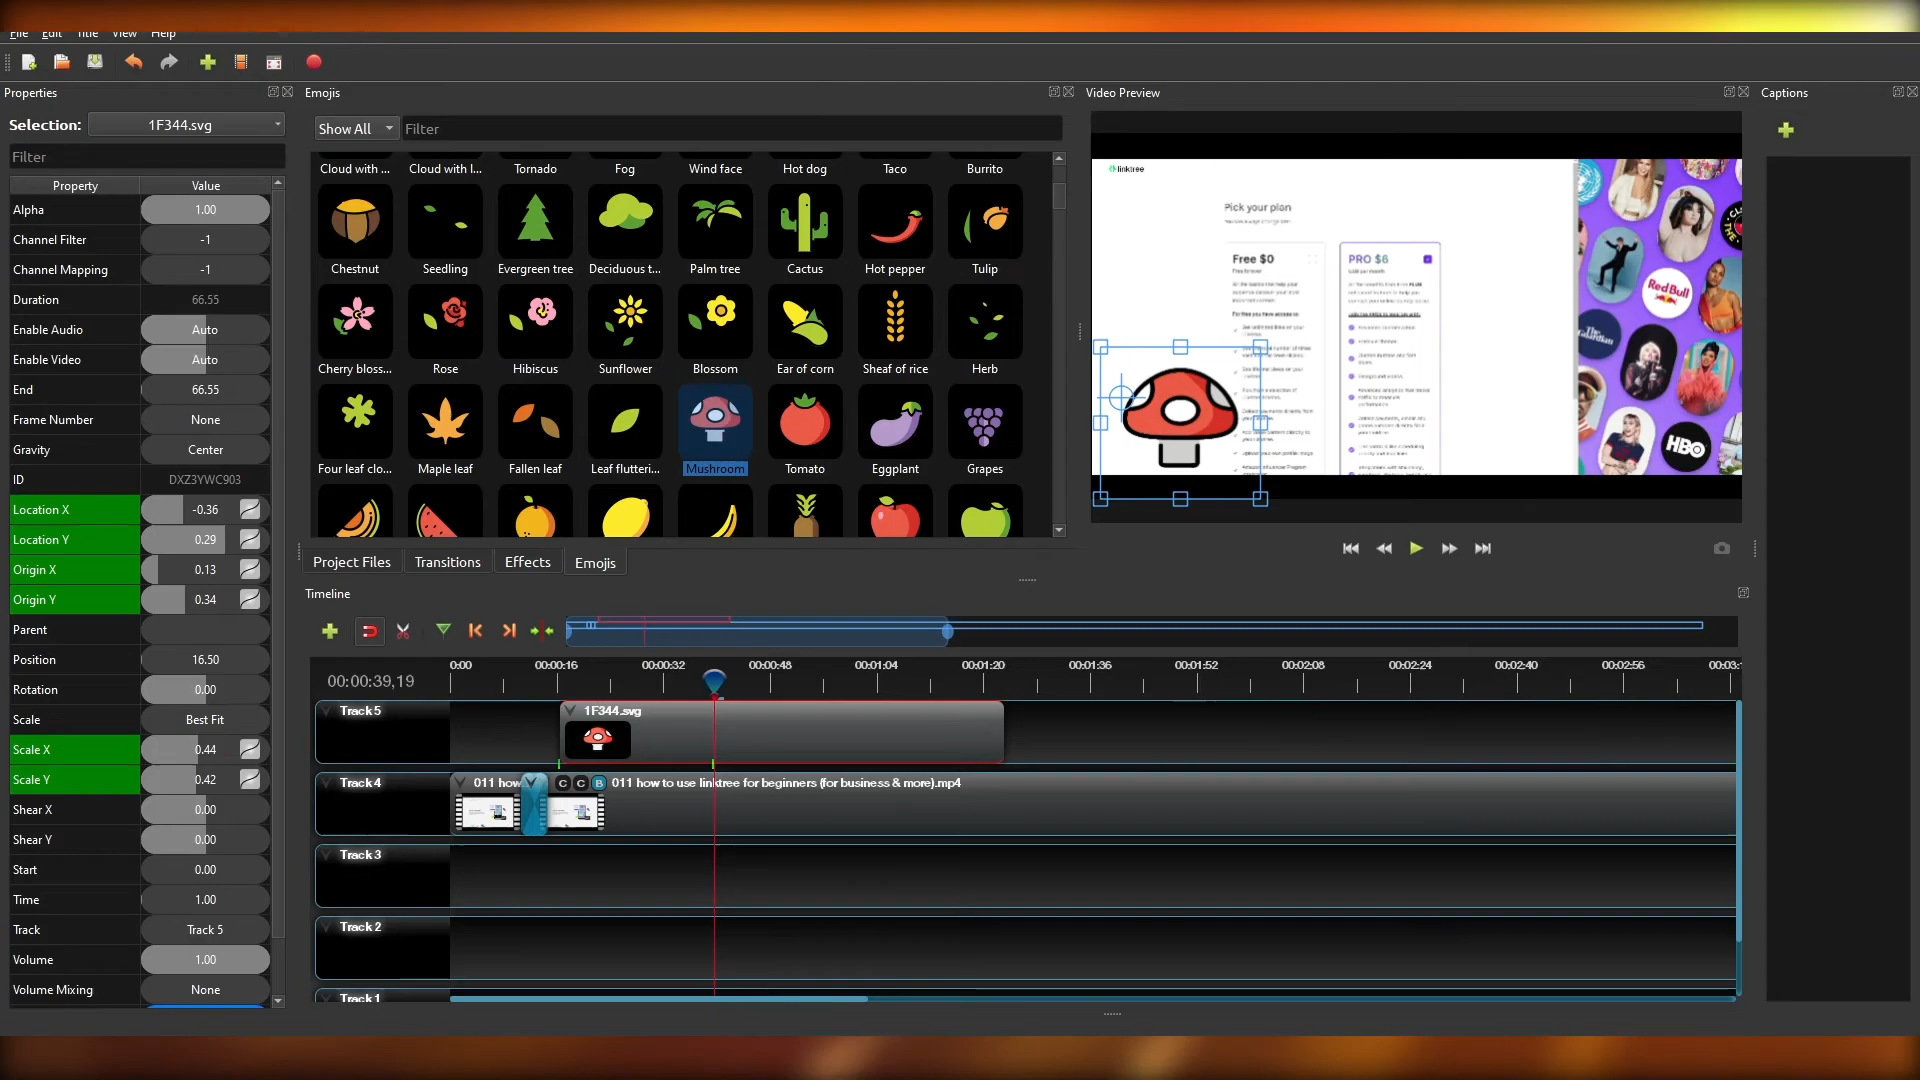 File Edit Title View Help
Properties
Selection: 1F344.svg
Filter
Property Value
Alpha 1.00
Channel Filter -1
Channel Mapping -1
Duration 66.55
Enable Audio Auto
Enable Video Auto
End 66.55
Frame Number None
Gravity Center
ID DXZ3YWC903
Location X -0.36
Location Y 0.29
Origin X 0.13
Origin Y 0.34
Parent
Position 16.50
Rotation 0.00
Scale Best Fit
Scale X 0.44
Scale Y 0.42
Shear X 0.00
Shear Y 0.00
Start 0.00
Time 1.00
Track Track 5
Volume 1.00
Volume Mixing None
Emojis
Show All Filter
Cloud with ... Cloud with l... Tornado Fog Wind face Hot dog Taco Burrito
Chestnut Seedling Evergreen tree Deciduous t... Palm tree Cactus Hot pepper Tulip
Cherry bloss... Rose Hibiscus Sunflower Blossom Ear of corn Sheaf of rice Herb
Four leaf clo... Maple leaf Fallen leaf Leaf flutteri... Mushroom Tomato Eggplant Grapes
Project Files Transitions Effects Emojis
Video Preview
linktree
Pick your plan
Free $0
Free forever
PRO $6
Red Bull
The Guardian
HBO
Captions
Timeline
00:00:39,19
0:00 00:00:16 00:00:32 00:00:48 00:01:04 00:01:20 00:01:36 00:01:52 00:02:08 00:02:24 00:02:40 00:02:56 00:03:1
Track 5 1F344.svg
Track 4 011 how C C B 011 how to use linktree for beginners (for business & more).mp4
Track 3
Track 2
Track 1